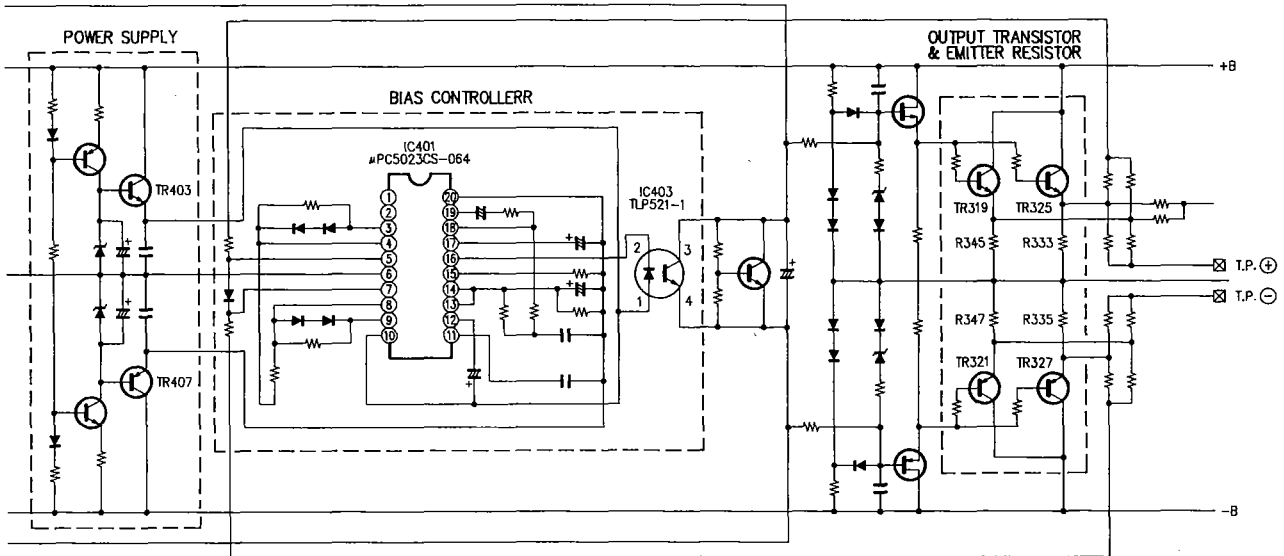 POWER SUPPLY
OUTPUT TRANSISTOR
& EMITTER RESISTOR
+B
BIAS CONTROLLERR
IC401
μPC5023CS-064
IC403
TLP521-1
TR403
1
2
3
4
5
6
7
8
9
10
20
19
18
17
16
15
14
13
12
11
+
+
+
+
+
+
2
3
1
4
+
TR319
TR325
R345
R333
T.P.⊕
T.P.⊖
R347
R335
TR321
TR327
TR407
-B